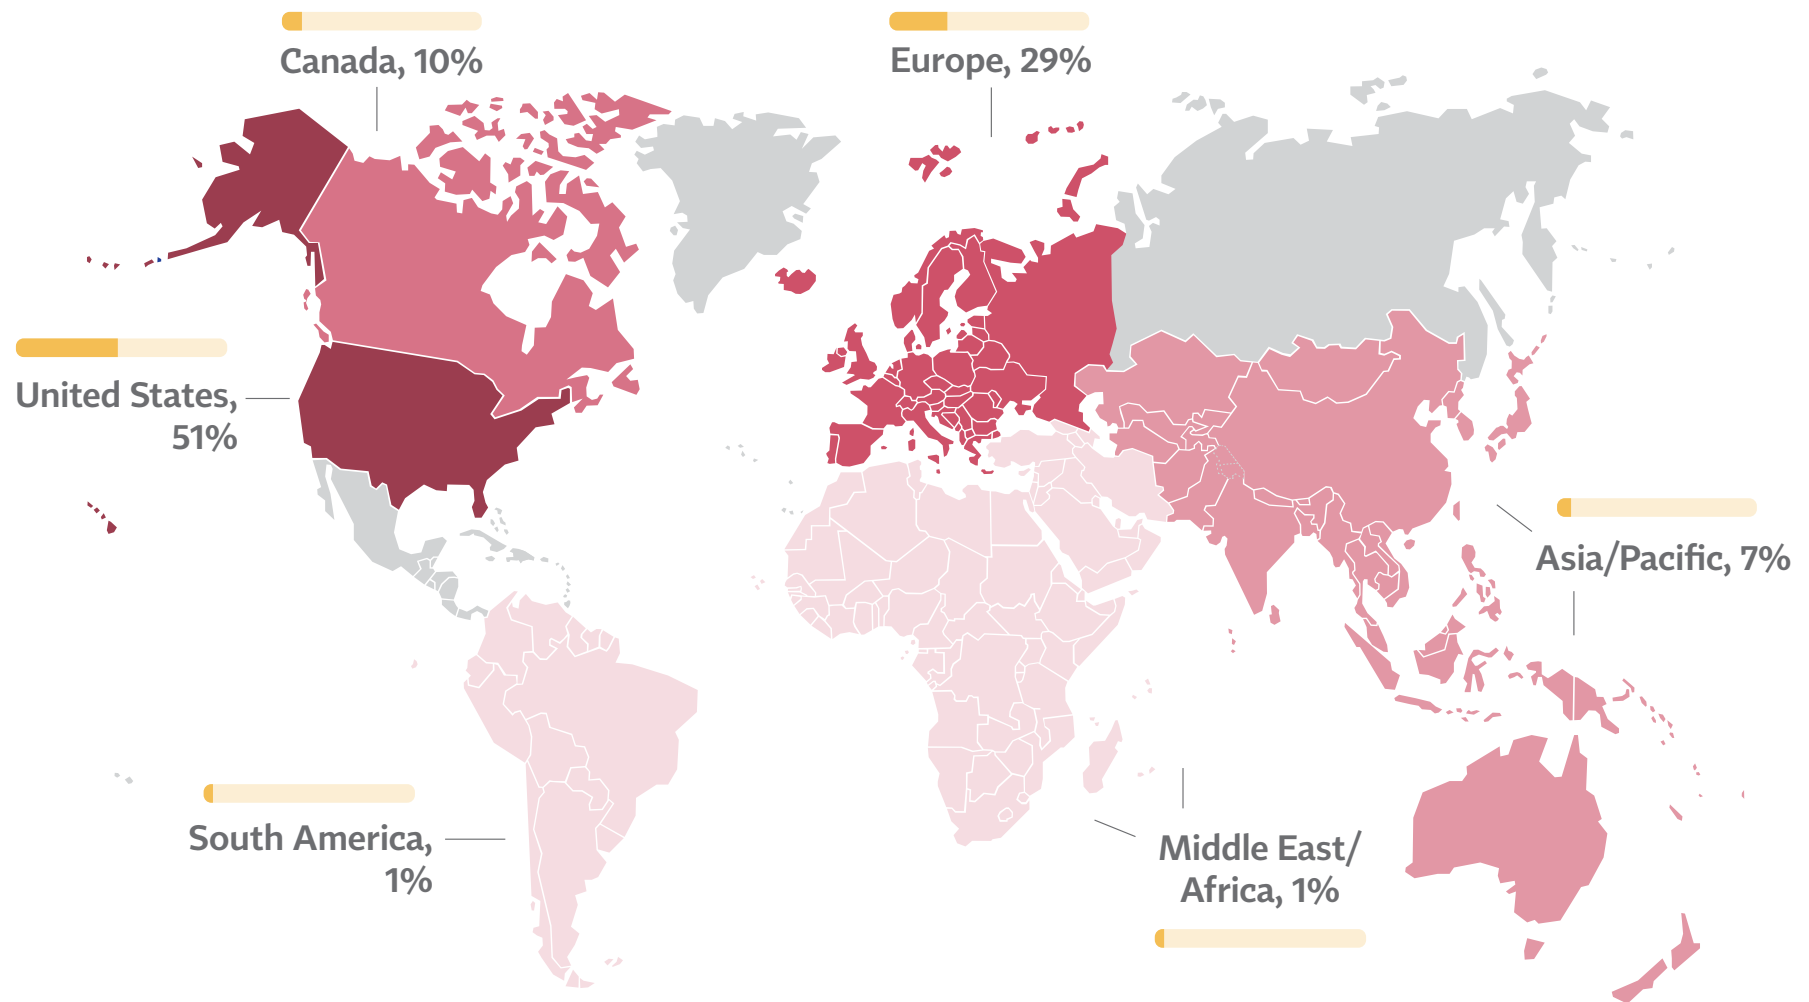 Canada, 10%
Europe, 29%
United States,
51%
Asia/Pacific, 7%
South America,
1%
Middle East/
Africa, 1%